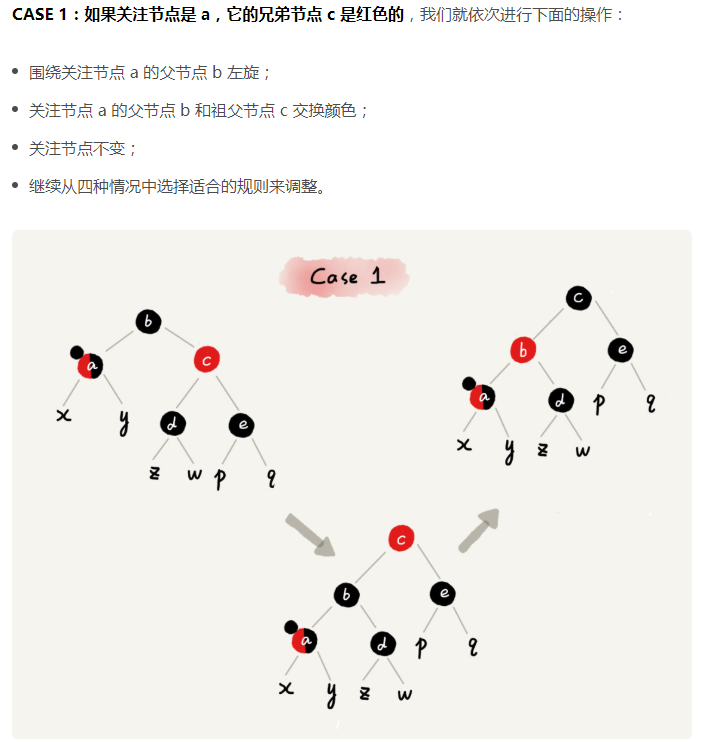 CASE 1：如果关注节点是 a，它的兄弟节点 c 是红色的，我们就依次进行下面的操作：
围绕关注节点 a 的父节点 b 左旋；
关注节点 a 的父节点 b 和祖父节点 c 交换颜色；
关注节点不变；
继续从四种情况中选择适合的规则来调整。
Case 1
b
a c
x y d e
z w p q
c
b e
a d p q
x y z w
c
b e
a d p q
x y z w